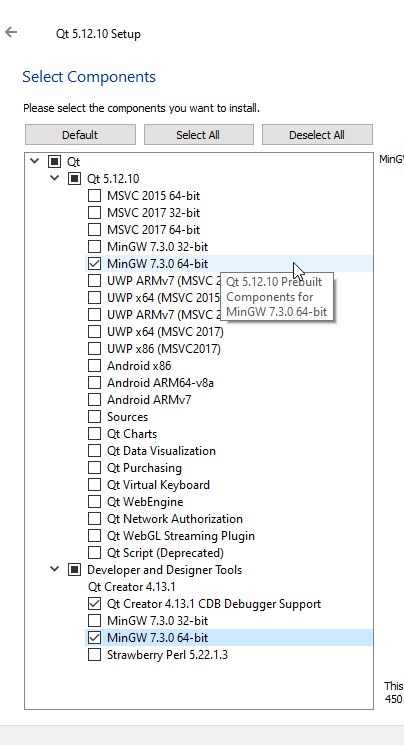 Qt 5.12.10 Setup
Select Components
Please select the components you want to install.
Default Select All Deselect All
Qt
MinG
Qt 5.12.10
MSVC 2015 64-bit
MSVC 2017 32-bit
MSVC 2017 64-bit
MinGW 7.3.0 32-bit
MinGW 7.3.0 64-bit
UWP ARMv7 (MSVC 2
Qt 5.12.10 Prebuilt
Components for
MinGW 7.3.0 64-bit
UWP x64 (MSVC 2015
UWP ARMv7 (MSVC 2
UWP x64 (MSVC 2017)
UWP x86 (MSVC2017)
Android x86
Android ARM64-v8a
Android ARMv7
Sources
Qt Charts
Qt Data Visualization
Qt Purchasing
Qt Virtual Keyboard
Qt WebEngine
Qt Network Authorization
Qt WebGL Streaming Plugin
Qt Script (Deprecated)
Developer and Designer Tools
Qt Creator 4.13.1
Qt Creator 4.13.1 CDB Debugger Support
MinGW 7.3.0 32-bit
MinGW 7.3.0 64-bit
Strawberry Perl 5.22.1.3
This
450